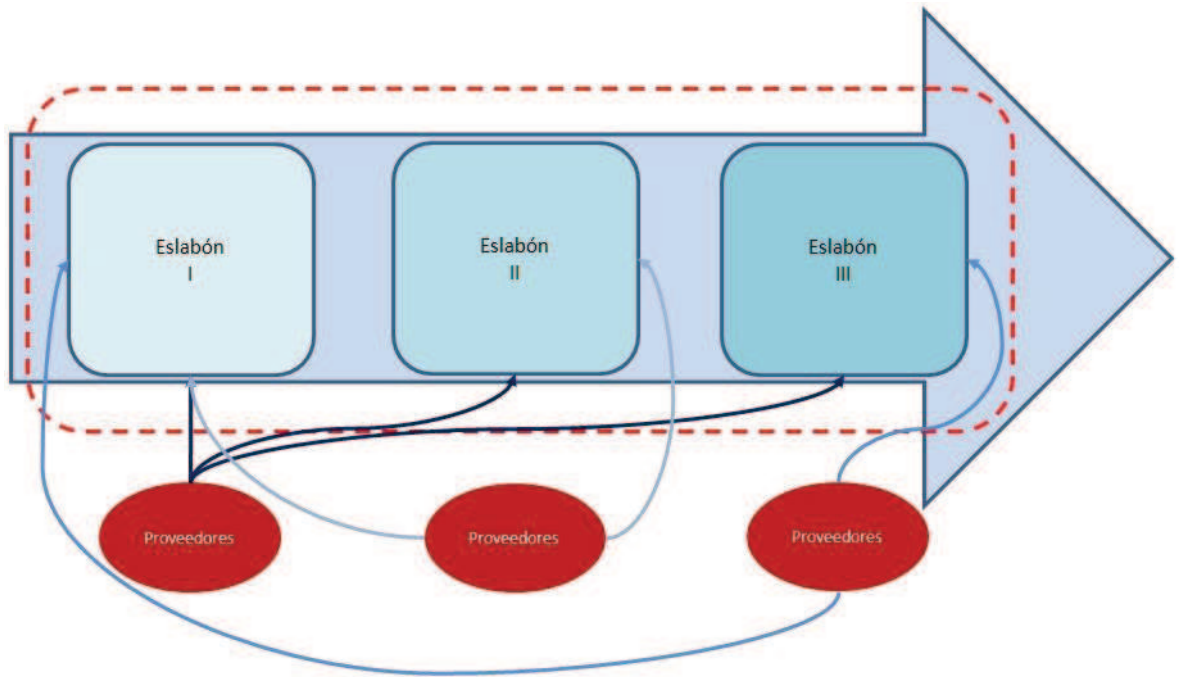 Eslabón
I
Eslabón
II
Eslabón
III
Proveedores
Proveedores
Proveedores